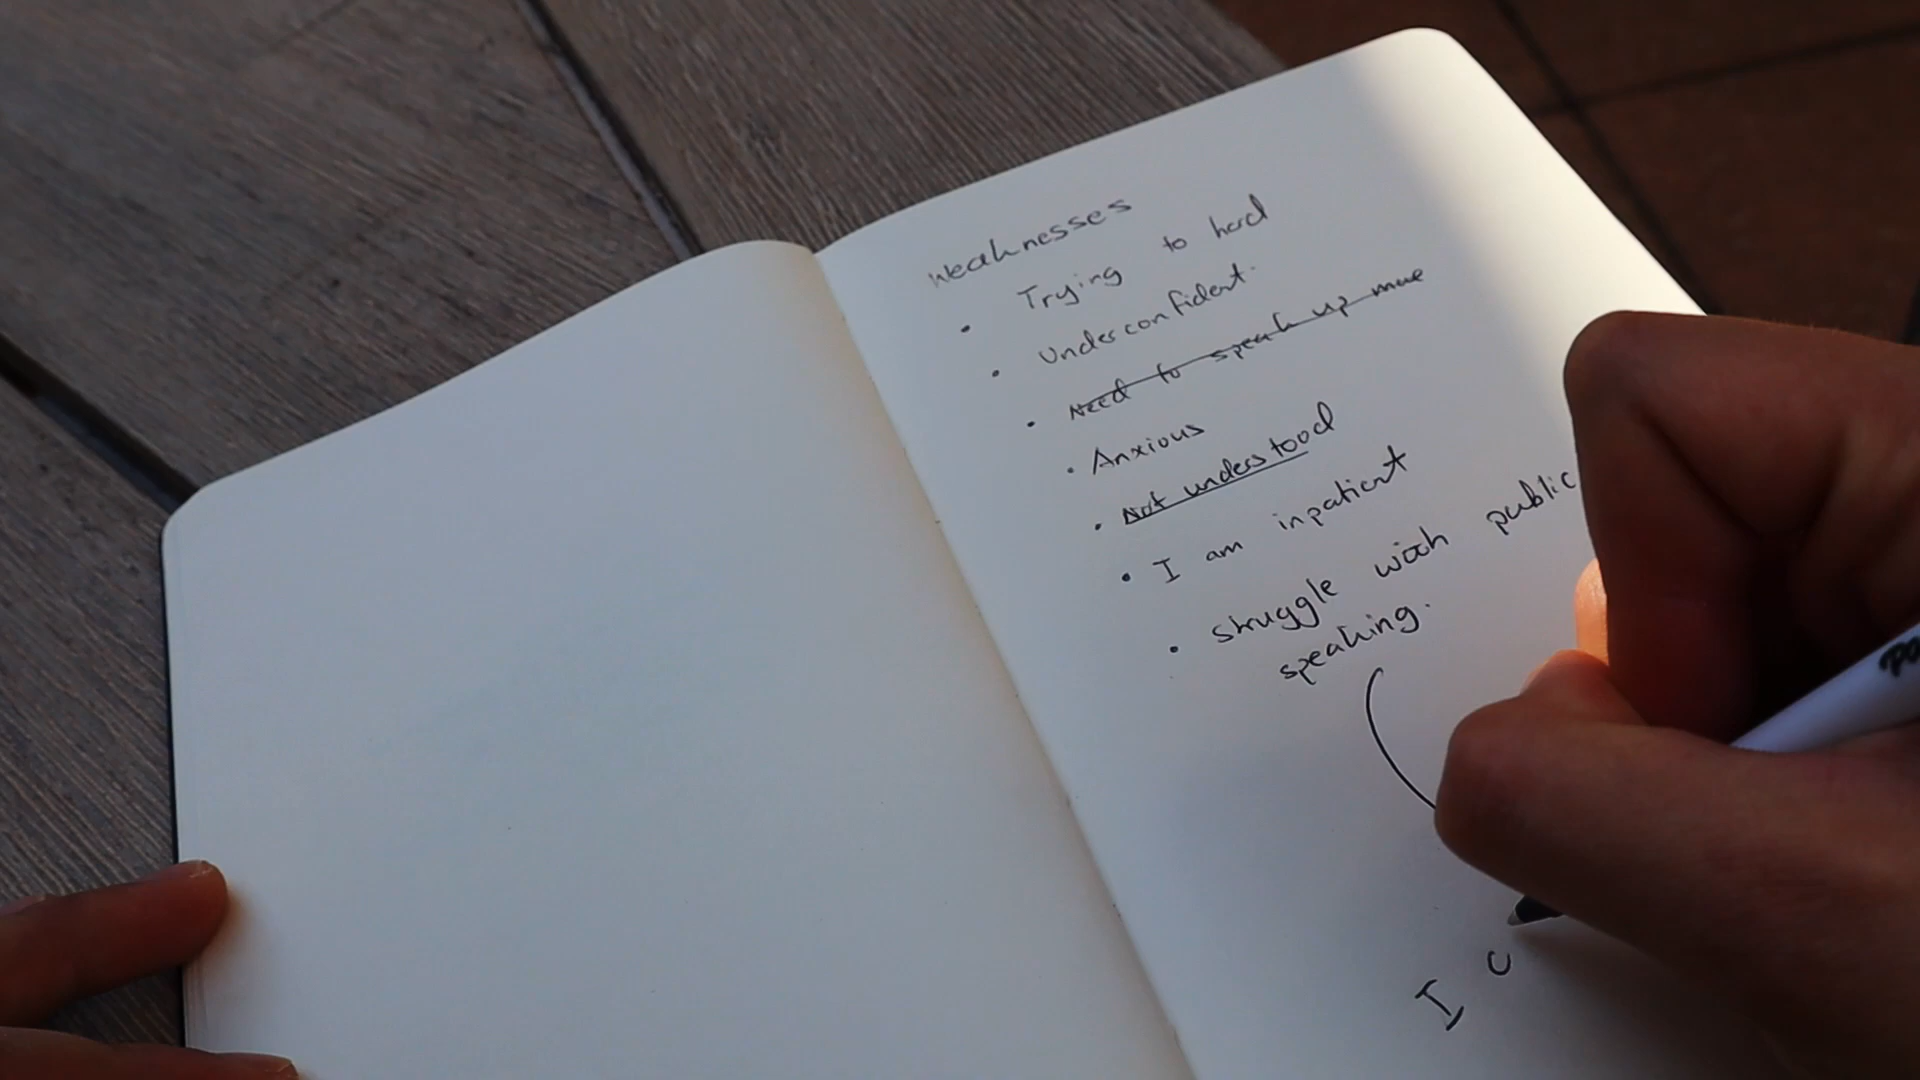 Weaknesses
• Trying to hard
• Underconfident.
• Need to speak up more
• Anxious
• Not understood
• I am inpatient
• struggle with public
speaking.
I